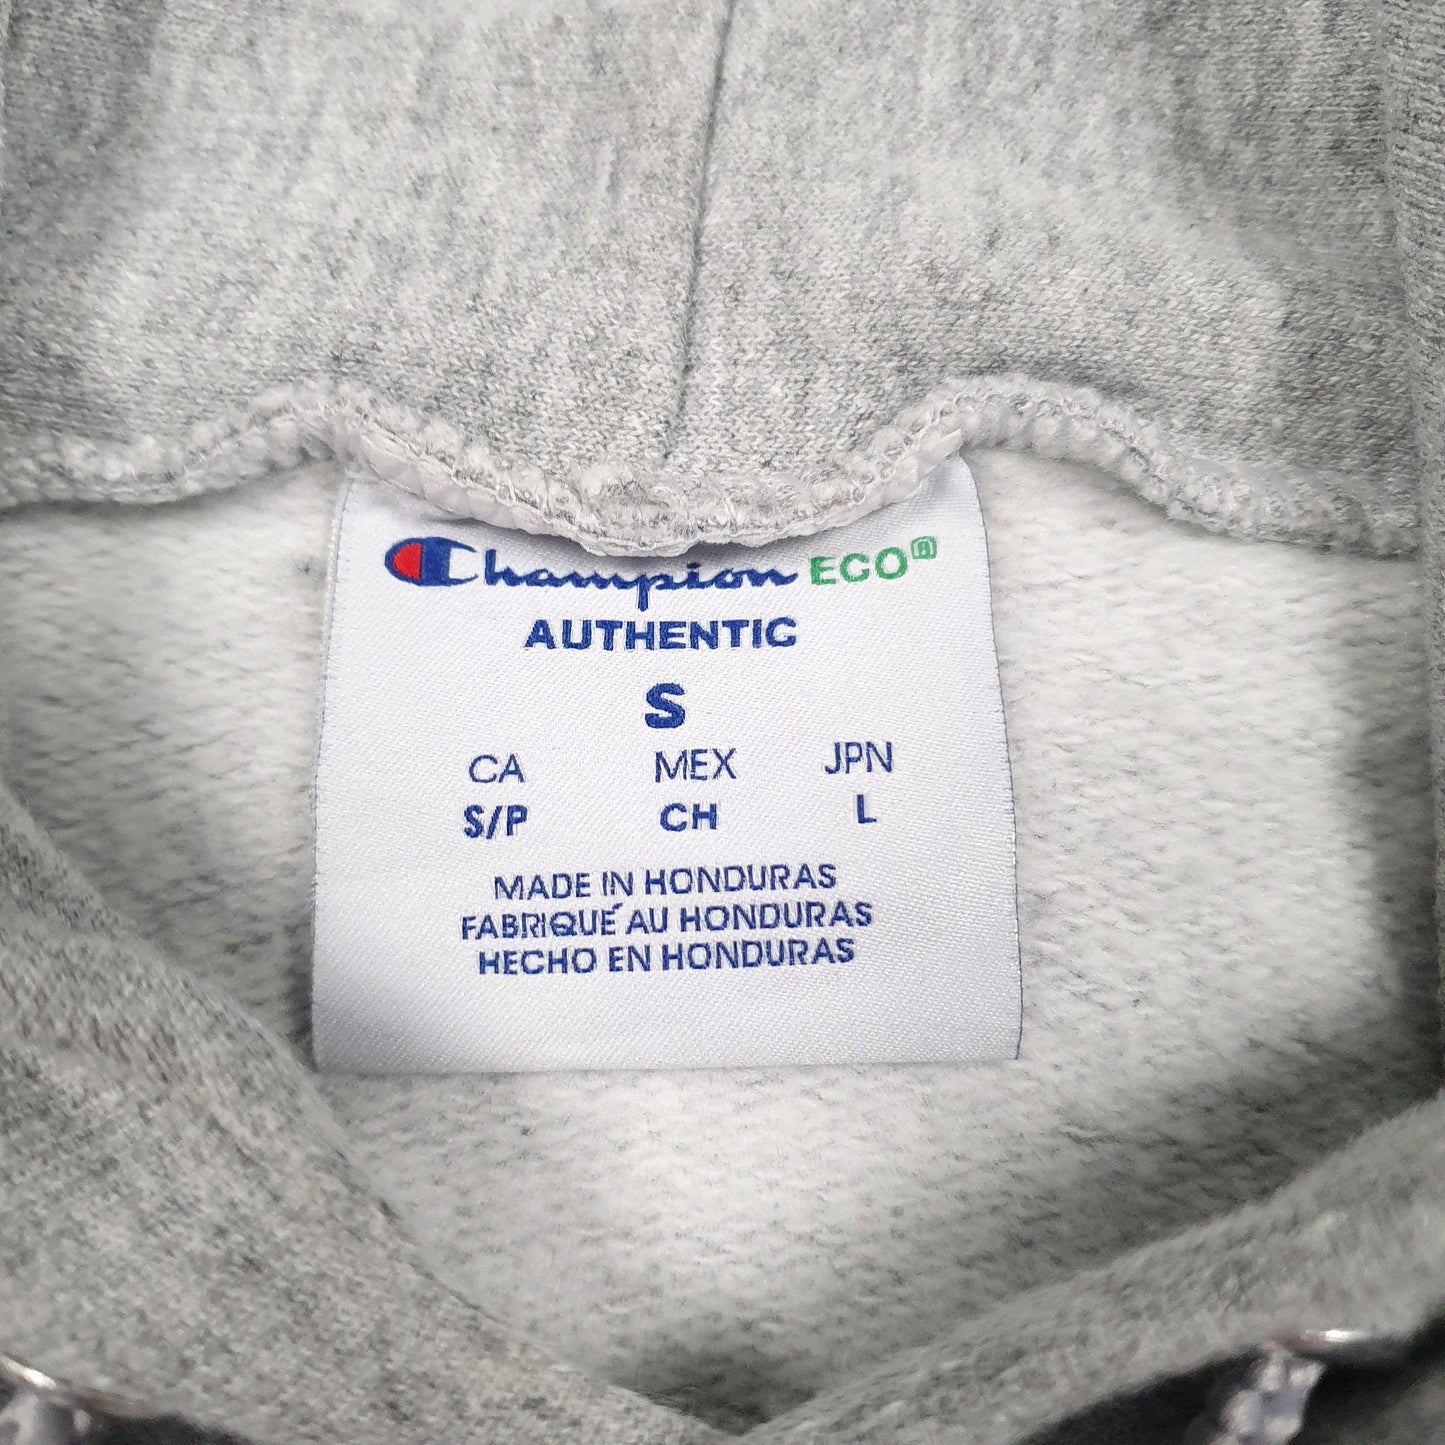 Champion ECO®
AUTHENTIC
S
CA MEX JPN
S/P CH L
MADE IN HONDURAS
FABRIQUÉ AU HONDURAS
HECHO EN HONDURAS